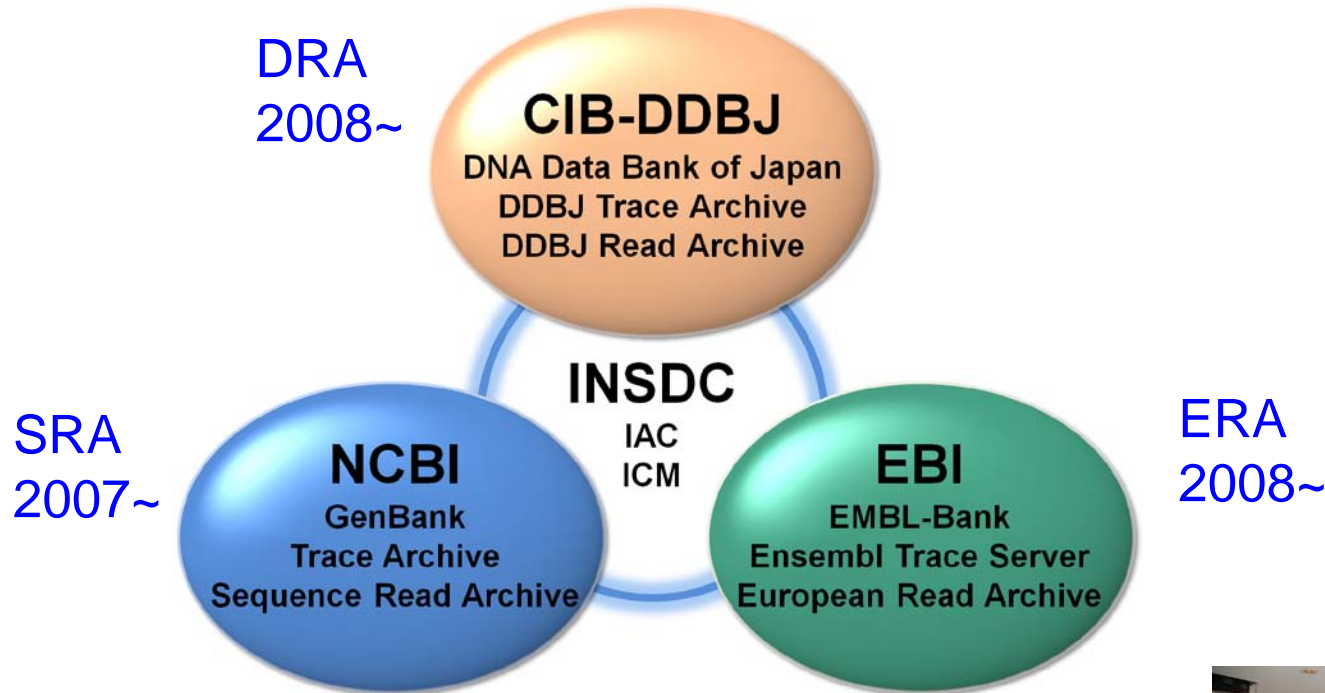 DRA
2008~
CIB-DDBJ
DNA Data Bank of Japan
DDBJ Trace Archive
DDBJ Read Archive
INSDC
IAC
ICM
SRA
2007~
NCBI
GenBank
Trace Archive
Sequence Read Archive
EBI
EMBL-Bank
Ensembl Trace Server
European Read Archive
ERA
2008~